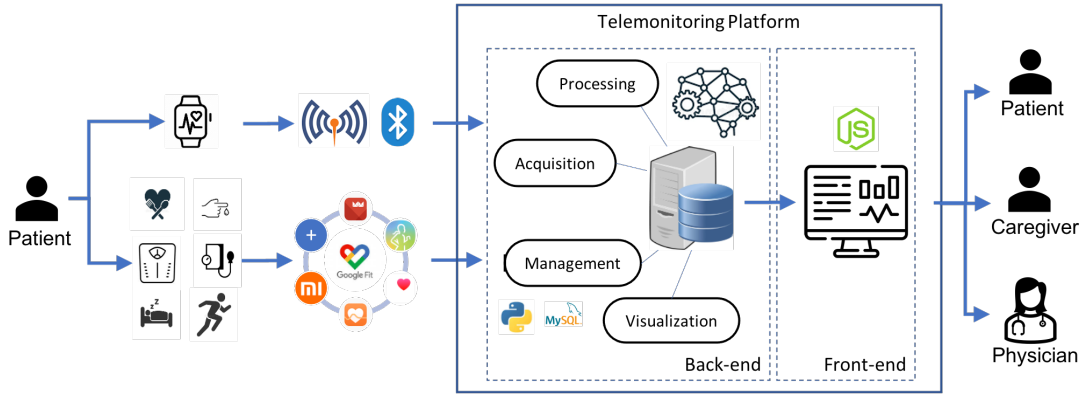 Telemonitoring Platform
Processing
Patient
JS
Acquisition
Patient
z z z
Caregiver
+
Google Fit
mi
Management
MySQL
Visualization
Physician
Back-end
Front-end